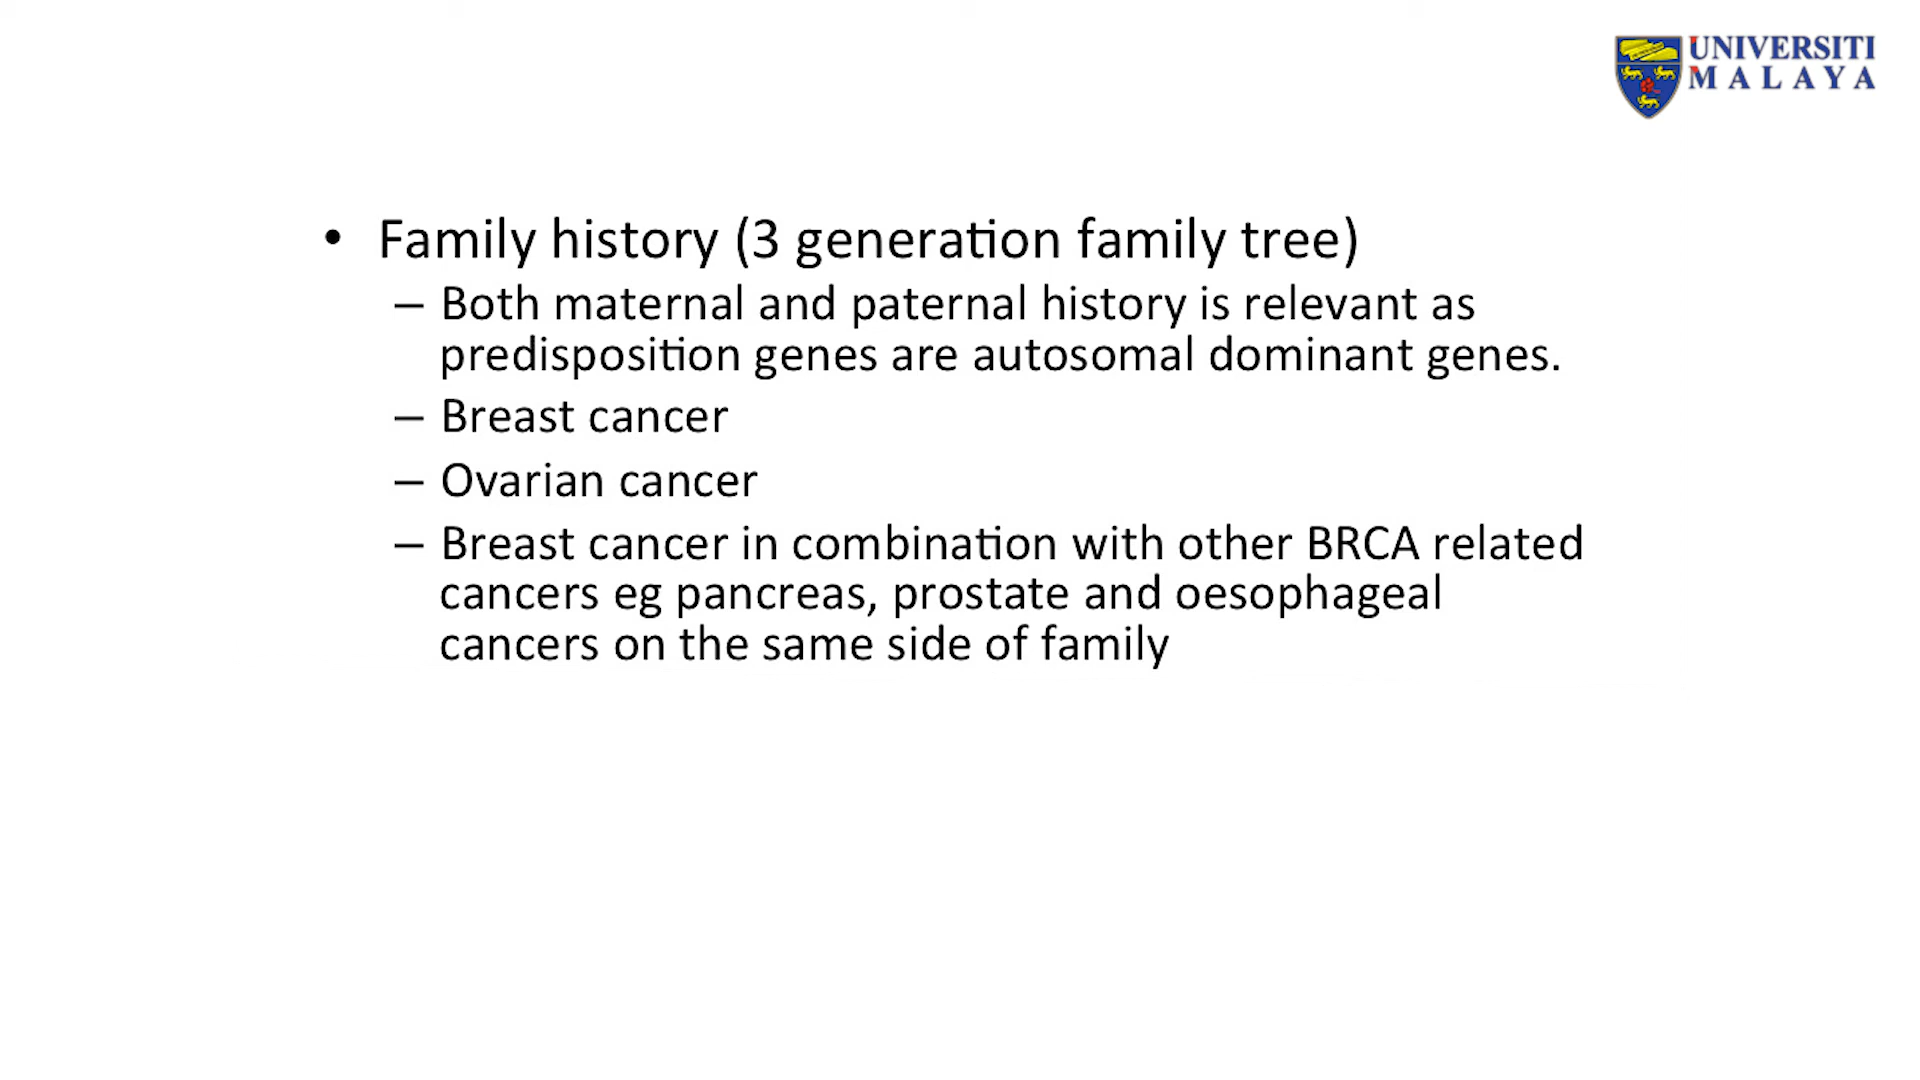 UNIVERSITI
MALAYA
• Family history (3 generation family tree)
– Both maternal and paternal history is relevant as
predisposition genes are autosomal dominant genes.
– Breast cancer
– Ovarian cancer
– Breast cancer in combination with other BRCA related
cancers eg pancreas, prostate and oesophageal
cancers on the same side of family